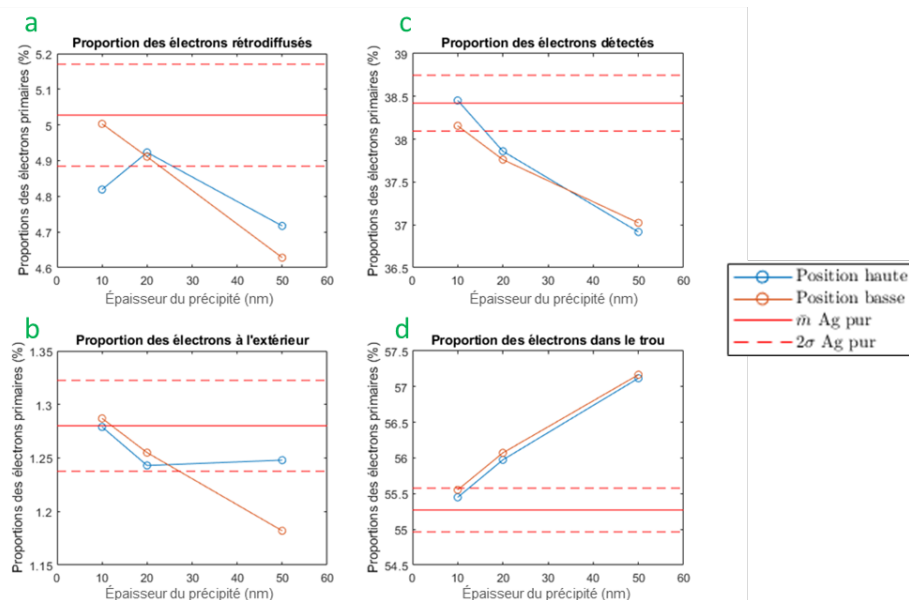 a
Proportion des électrons rétrodiffusés
Proportions des électrons primaires (%)
5.2
5.1
5
4.9
4.8
4.7
4.6
0 10 20 30 40 50 60
Épaisseur du précipité (nm)
c
Proportion des électrons détectés
Proportions des électrons primaires (%)
39
38.5
38
37.5
37
36.5
0 10 20 30 40 50 60
Épaisseur du précipité (nm)
b
Proportion des électrons à l'extérieur
Proportions des électrons primaires (%)
1.35
1.3
1.25
1.2
1.15
0 10 20 30 40 50 60
Épaisseur du précipité (nm)
d
Proportion des électrons dans le trou
Proportions des électrons primaires (%)
57.5
57
56.5
56
55.5
55
54.5
0 10 20 30 40 50 60
Épaisseur du précipité (nm)
Position haute
Position basse
m̄ Ag pur
2σ Ag pur